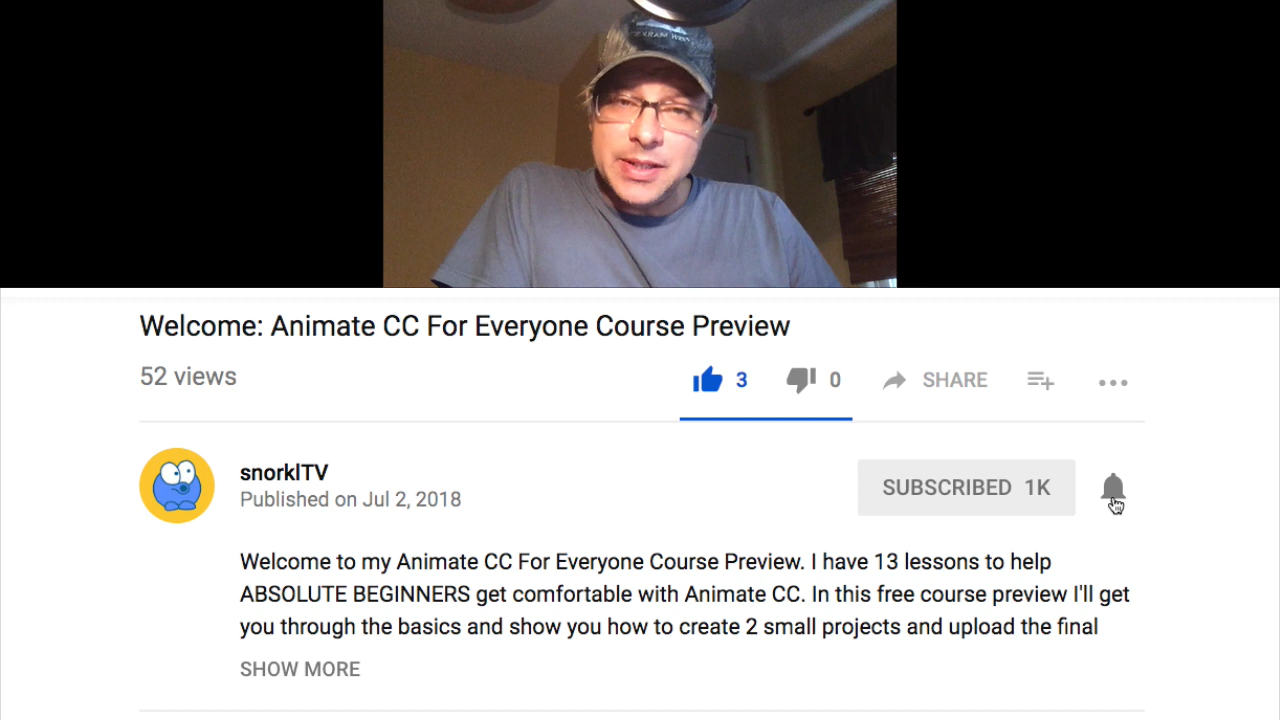 Welcome: Animate CC For Everyone Course Preview
52 views
3
0
SHARE
snorklTV
SUBSCRIBED 1K
Published on Jul 2, 2018
Welcome to my Animate CC For Everyone Course Preview. I have 13 lessons to help
ABSOLUTE BEGINNERS get comfortable with Animate CC. In this free course preview I'll get
you through the basics and show you how to create 2 small projects and upload the final
SHOW MORE